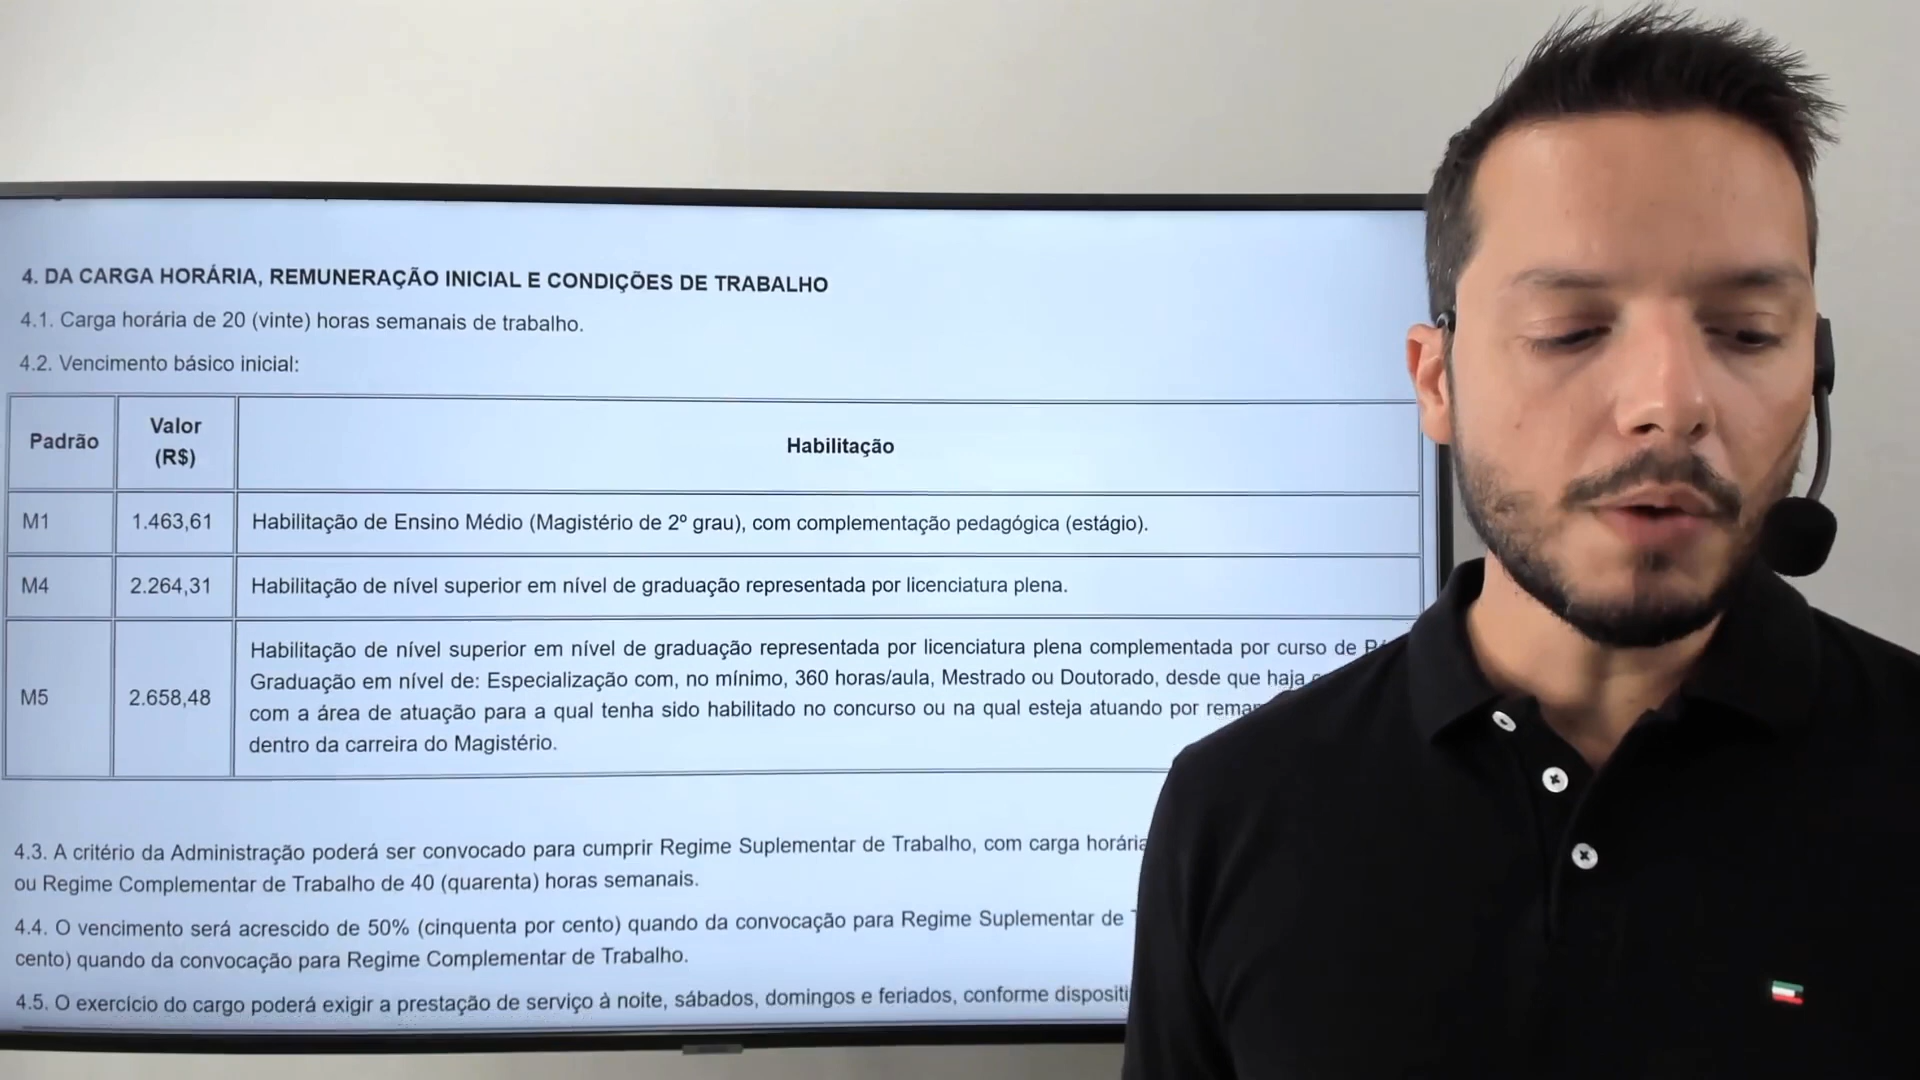 4. DA CARGA HORÁRIA, REMUNERAÇÃO INICIAL E CONDIÇÕES DE TRABALHO
4.1. Carga horária de 20 (vinte) horas semanais de trabalho.
4.2. Vencimento básico inicial:
Padrão
Valor
(R$)
Habilitação
M1
1.463,61
Habilitação de Ensino Médio (Magistério de 2º grau), com complementação pedagógica (estágio).
M4
2.264,31
Habilitação de nível superior em nível de graduação representada por licenciatura plena.
M5
2.658,48
Habilitação de nível superior em nível de graduação representada por licenciatura plena complementada por curso de
Graduação em nível de: Especialização com, no mínimo, 360 horas/aula, Mestrado ou Doutorado, desde que haja
com a área de atuação para a qual tenha sido habilitado no concurso ou na qual esteja atuando por
dentro da carreira do Magistério.
4.3. A critério da Administração poderá ser convocado para cumprir Regime Suplementar de Trabalho, com carga horária
ou Regime Complementar de Trabalho de 40 (quarenta) horas semanais.
4.4. O vencimento será acrescido de 50% (cinquenta por cento) quando da convocação para Regime Suplementar de
cento) quando da convocação para Regime Complementar de Trabalho.
4.5. O exercício do cargo poderá exigir a prestação de serviço à noite, sábados, domingos e feriados, conforme